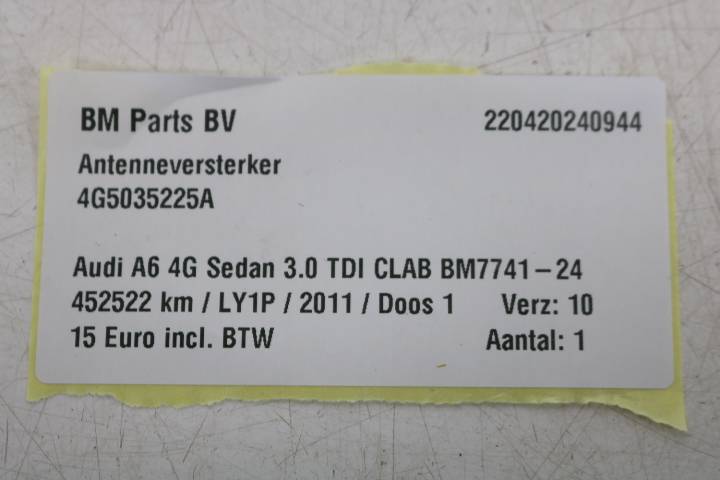 BM Parts BV 220420240944
Antenneversterker
4G5035225A
Audi A6 4G Sedan 3.0 TDI CLAB BM7741-24
452522 km / LY1P / 2011 / Doos 1 Verz: 10
15 Euro incl. BTW Aantal: 1